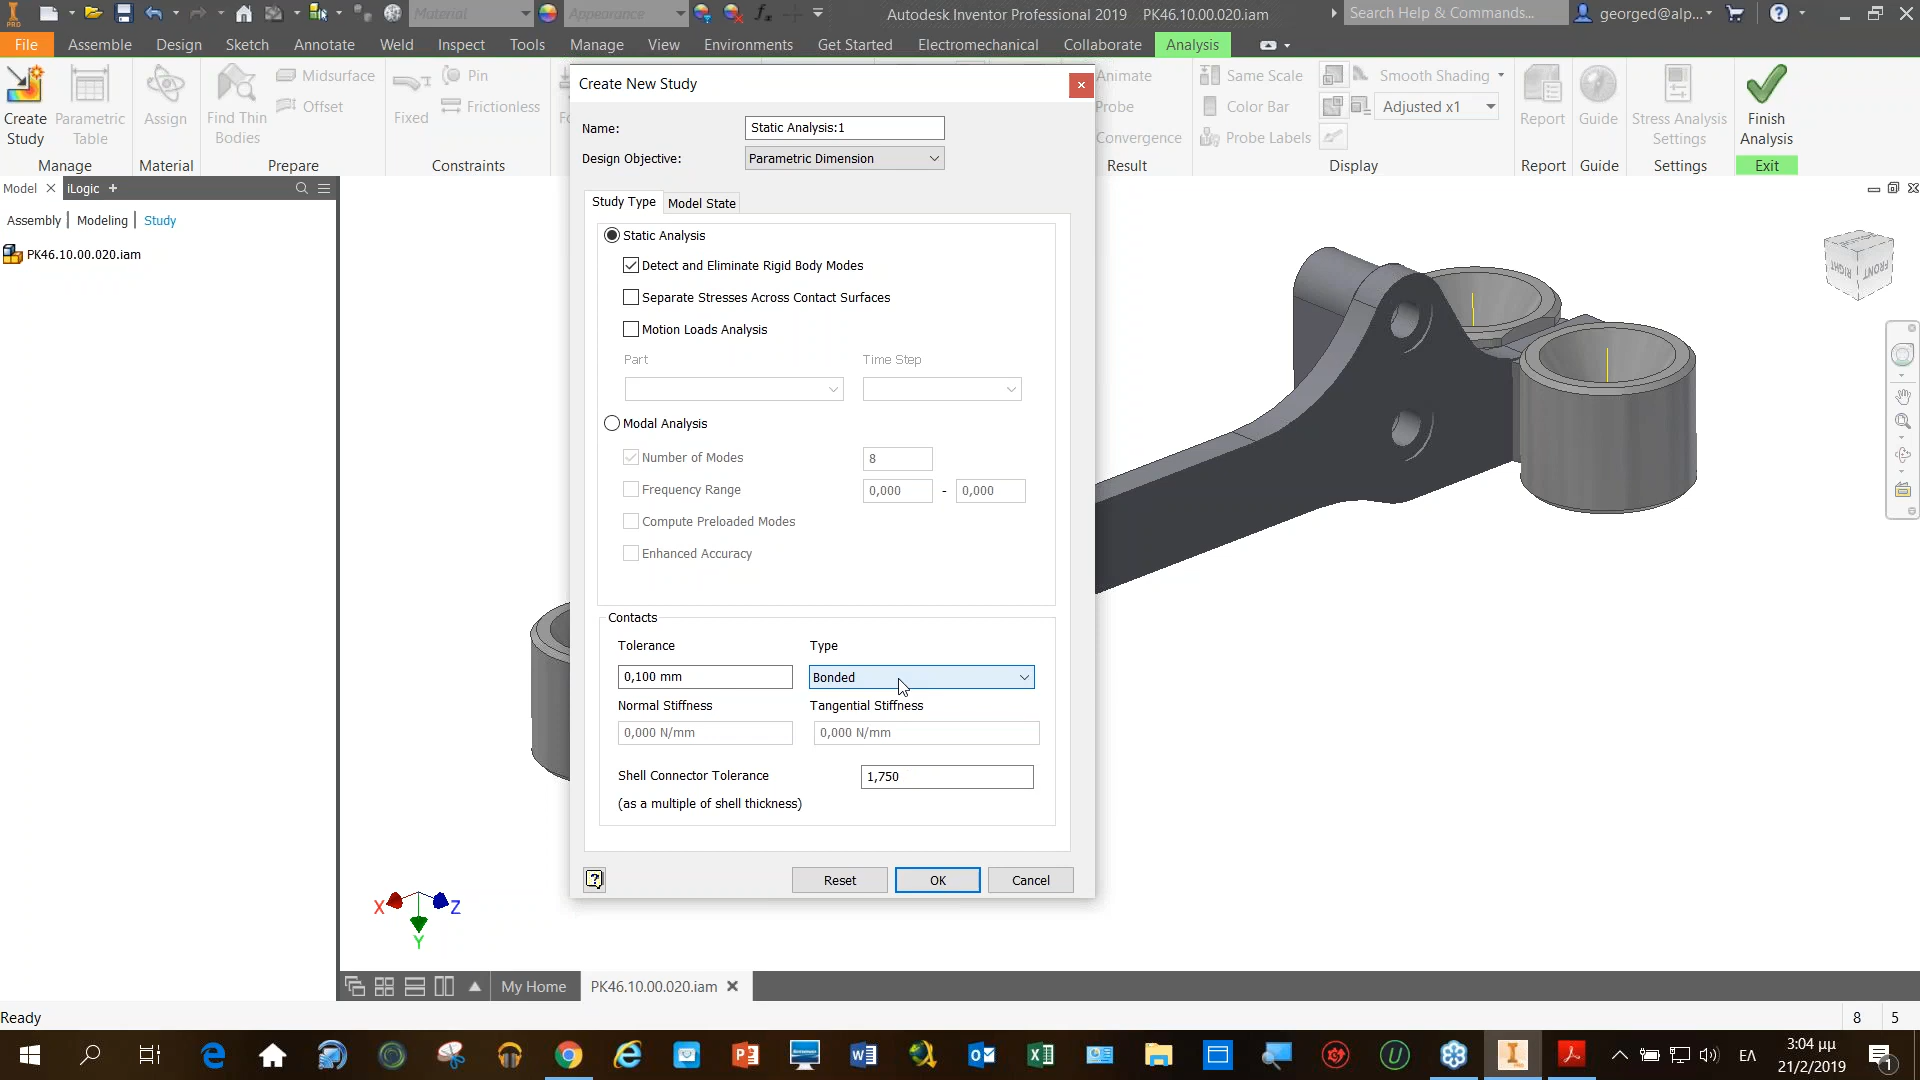 Material
Appearance
Autodesk Inventor Professional 2019 PK46.10.00.020.iam
Search Help & Commands...
georged@alp...
File Assembly Design Sketch Annotate Weld Inspect Tools Manage View Environments Get Started Electromechanical Collaborate Analysis
Create Study
Parametric Table
Manage
Assign
Material
Find Thin Bodies
Midsurface
Offset
Prepare
Fixed
Pin
Frictionless
Constraints
Animate
Probe
Convergence
Result
Same Scale
Color Bar
Probe Labels
Smooth Shading
Adjusted x1
Display
Report
Report
Guide
Guide
Stress Analysis Settings
Settings
Finish Analysis
Exit
Model
iLogic
Assembly | Modeling | Study
PK46.10.00.020.iam
Create New Study
Name: Static Analysis:1
Design Objective: Parametric Dimension
Study Type Model State
Static Analysis
Detect and Eliminate Rigid Body Modes
Separate Stresses Across Contact Surfaces
Motion Loads Analysis
Part Time Step
Modal Analysis
Number of Modes 8
Frequency Range 0,000 - 0,000
Compute Preloaded Modes
Enhanced Accuracy
Contacts
Tolerance Type
0,100 mm Bonded
Normal Stiffness Tangential Stiffness
0,000 N/mm 0,000 N/mm
Shell Connector Tolerance 1,750
(as a multiple of shell thickness)
Reset OK Cancel
RIGHT FRONT
X Z
Y
My Home PK46.10.00.020.iam
Ready 8 5
ΕΛ
3:04 μμ
21/2/2019
1